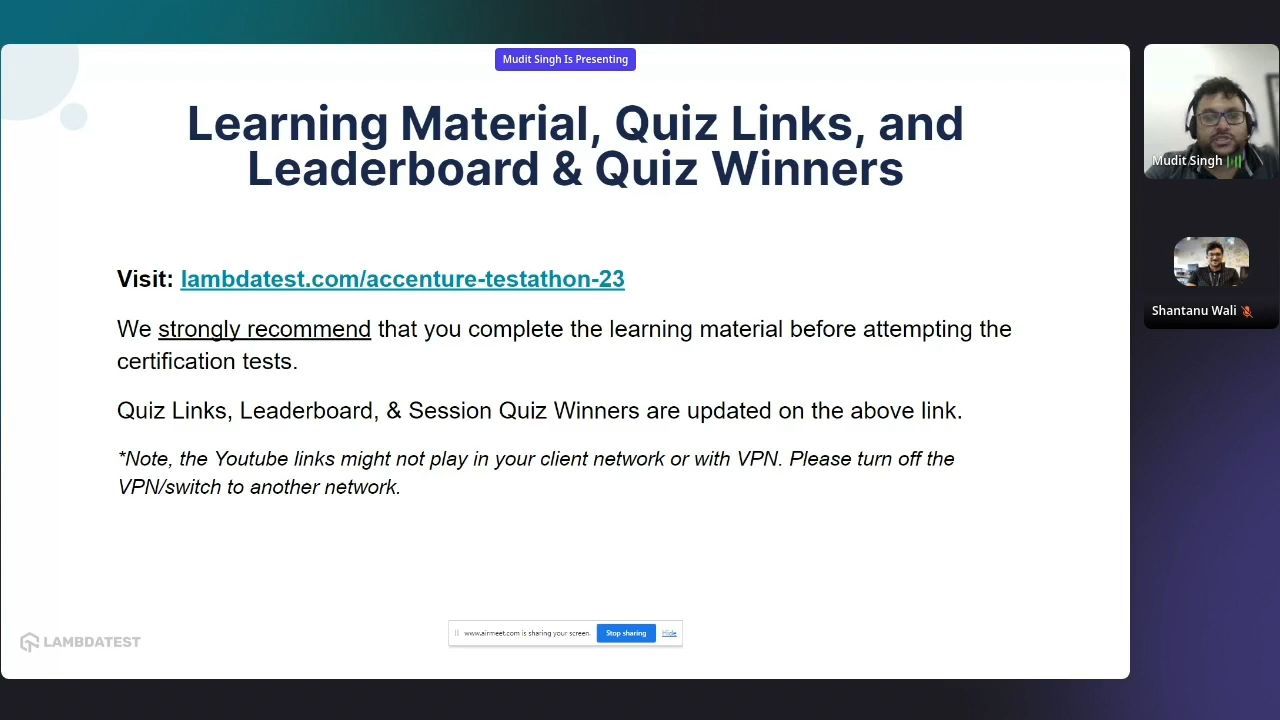 Mudit Singh Is Presenting
Learning Material, Quiz Links, and
Leaderboard & Quiz Winners
Visit: lambdatest.com/accenture-testathon-23
We strongly recommend that you complete the learning material before attempting the
certification tests.
Quiz Links, Leaderboard, & Session Quiz Winners are updated on the above link.
*Note, the Youtube links might not play in your client network or with VPN. Please turn off the
VPN/switch to another network.
LAMBDATEST
www.airmeet.com is sharing your screen. Stop sharing Hide
Mudit Singh
Shantanu Wali